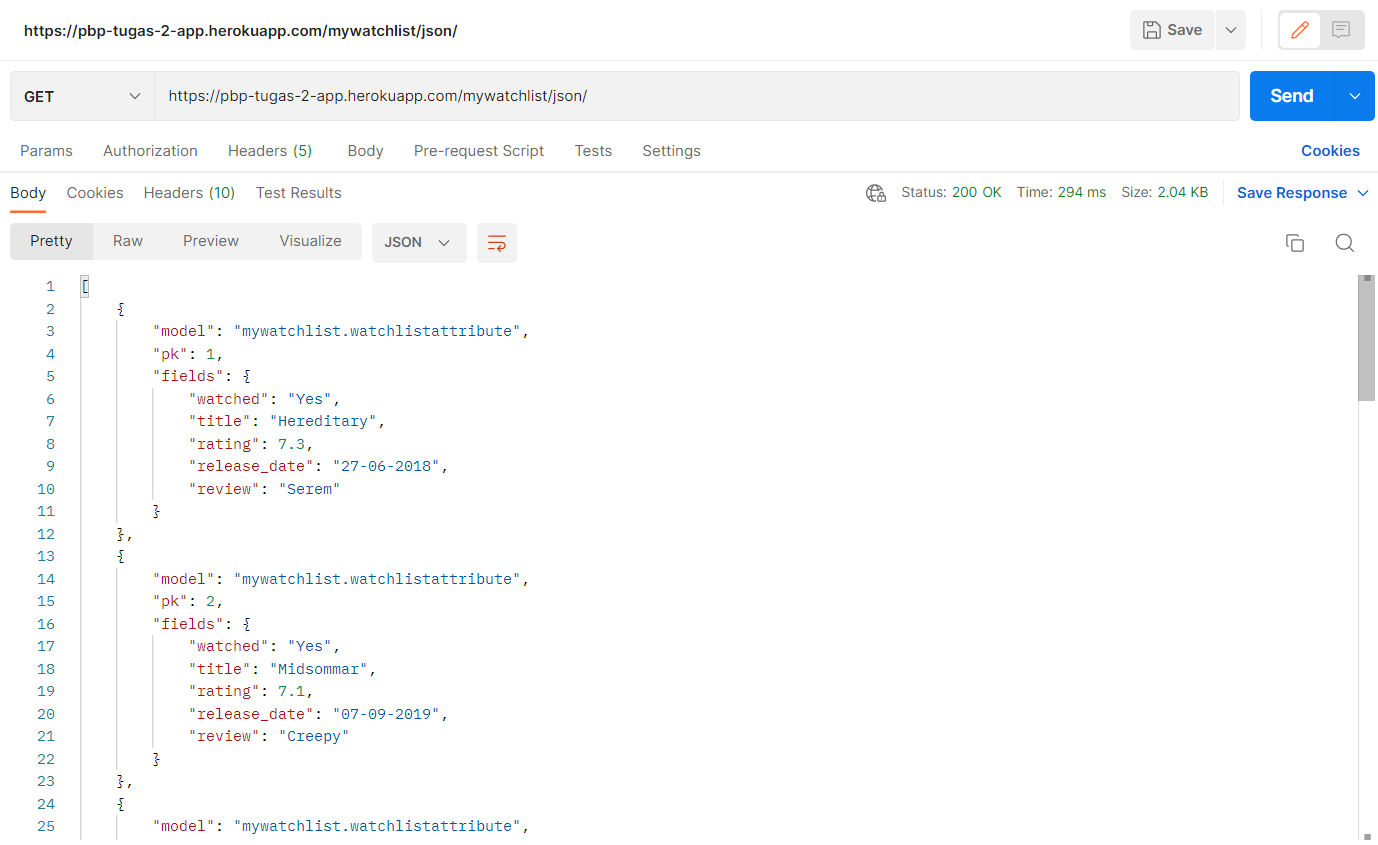 https://pbp-tugas-2-app.herokuapp.com/mywatchlist/json/ Save
GET https://pbp-tugas-2-app.herokuapp.com/mywatchlist/json/ Send
Params Authorization Headers (5) Body Pre-request Script Tests Settings Cookies
Body Cookies Headers (10) Test Results Status: 200 OK Time: 294 ms Size: 2.04 KB Save Response
Pretty Raw Preview Visualize JSON
1 [
2 {
3 "model": "mywatchlist.watchlistattribute",
4 "pk": 1,
5 "fields": {
6 "watched": "Yes",
7 "title": "Hereditary",
8 "rating": 7.3,
9 "release_date": "27-06-2018",
10 "review": "Serem"
11 }
12 },
13 {
14 "model": "mywatchlist.watchlistattribute",
15 "pk": 2,
16 "fields": {
17 "watched": "Yes",
18 "title": "Midsommar",
19 "rating": 7.1,
20 "release_date": "07-09-2019",
21 "review": "Creepy"
22 }
23 },
24 {
25 "model": "mywatchlist.watchlistattribute",